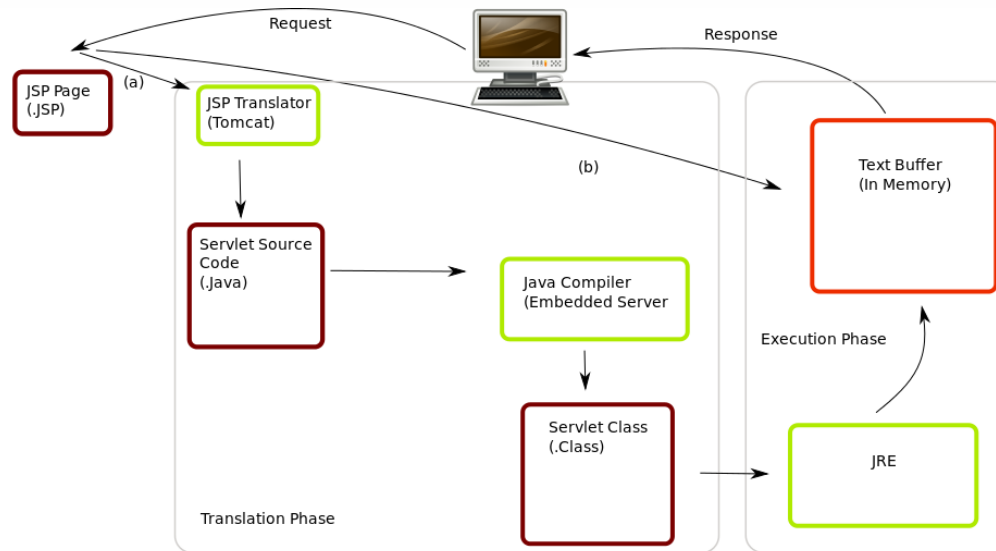 Request
Response
(a)
JSP Page
(.JSP)
JSP Translator
(Tomcat)
(b)
Text Buffer
(In Memory)
Servlet Source
Code
(.Java)
Java Compiler
(Embedded Server
Execution Phase
Servlet Class
(.Class)
JRE
Translation Phase